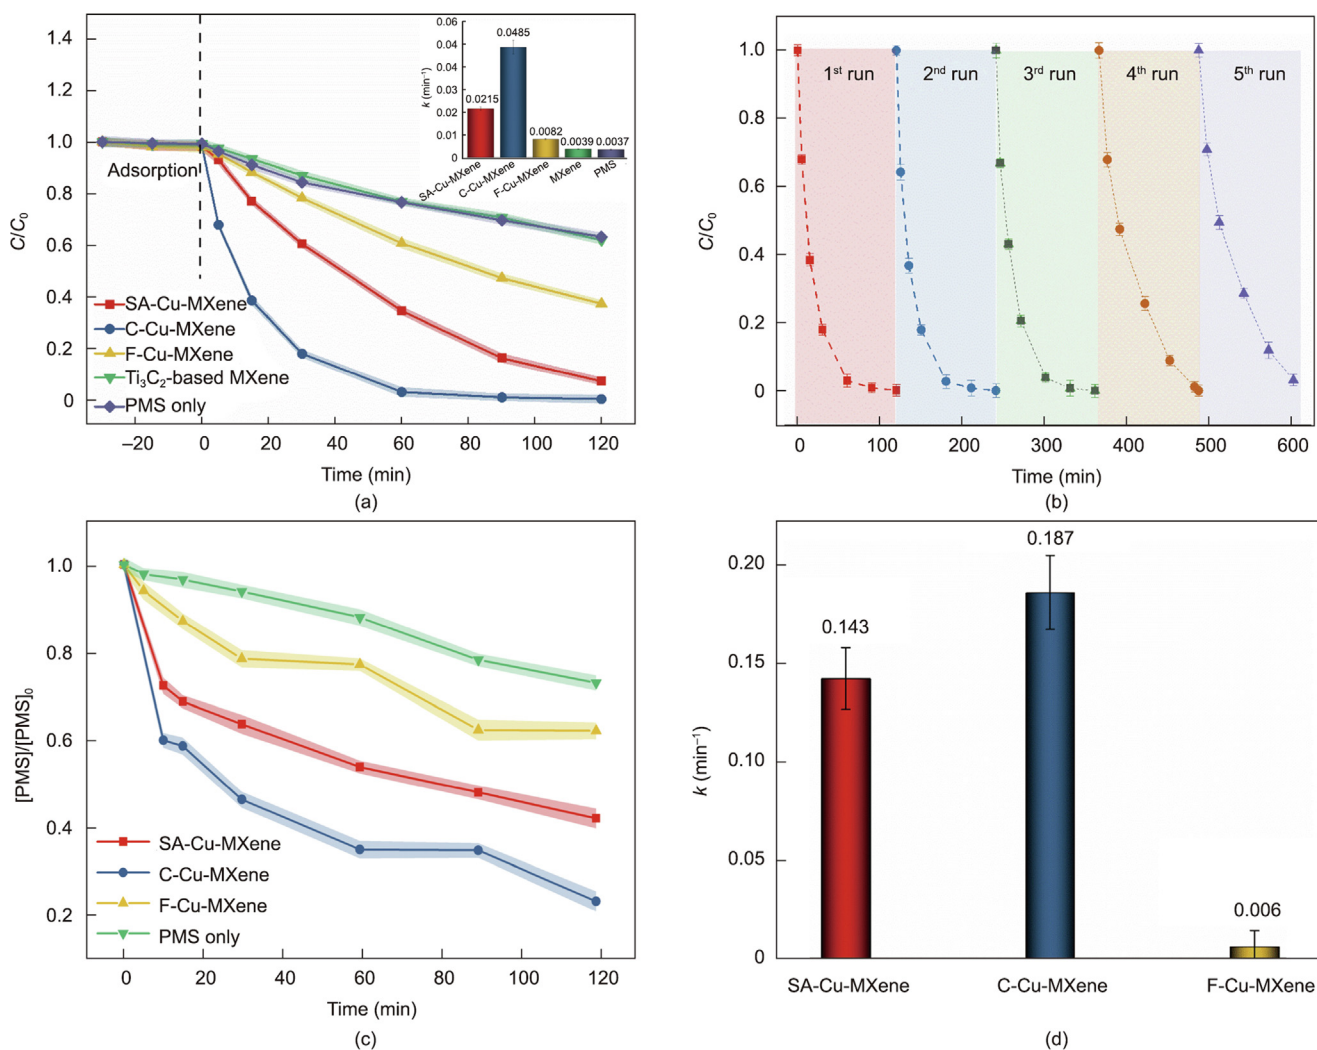 1.4
1.2
1.0
0.8
0.6
0.4
0.2
0
C/C₀
Adsorption
SA-Cu-MXene
C-Cu-MXene
F-Cu-MXene
Ti₃C₂-based MXene
PMS only
–20 0 20 40 60 80 100 120
Time (min)
(a)
0.06
0.05
0.04
0.03
0.02
0.01
0
k (min⁻¹)
0.0215
0.0485
0.0082
0.0039
0.0037
SA-Cu-MXene
C-Cu-MXene
F-Cu-MXene
MXene
PMS
1.0
0.8
0.6
0.4
0.2
0
C/C₀
1ˢᵗ run 2ⁿᵈ run 3ʳᵈ run 4ᵗʰ run 5ᵗʰ run
0 100 200 300 400 500 600
Time (min)
(b)
1.0
0.8
0.6
0.4
0.2
[PMS]/[PMS]₀
SA-Cu-MXene
C-Cu-MXene
F-Cu-MXene
PMS only
0 20 40 60 80 100 120
Time (min)
(c)
0.20
0.15
0.10
0.05
0
k (min⁻¹)
0.143
0.187
0.006
SA-Cu-MXene C-Cu-MXene F-Cu-MXene
(d)